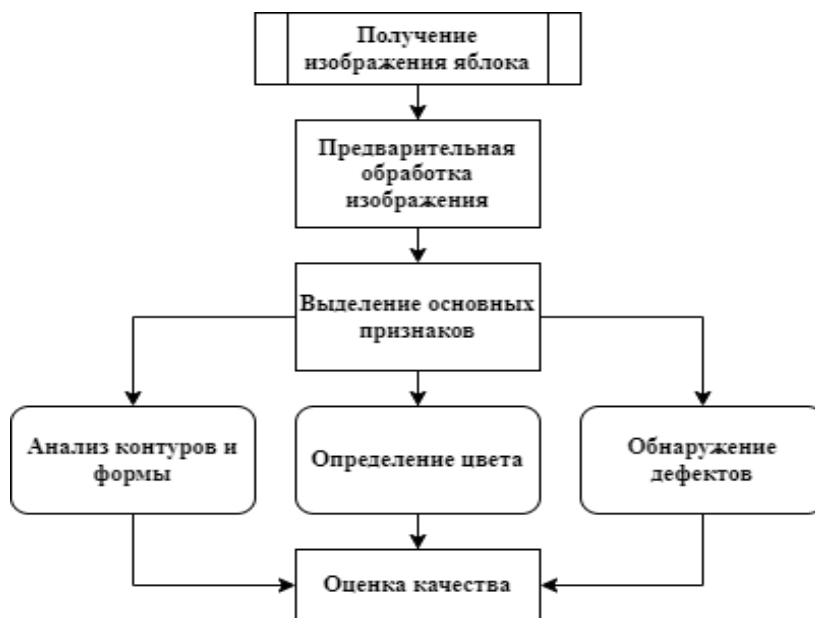 Получение
изображения яблока
Предварительная
обработка
изображения
Выделение основных
признаков
Анализ контуров и
формы
Определение цвета
Обнаружение
дефектов
Оценка качества